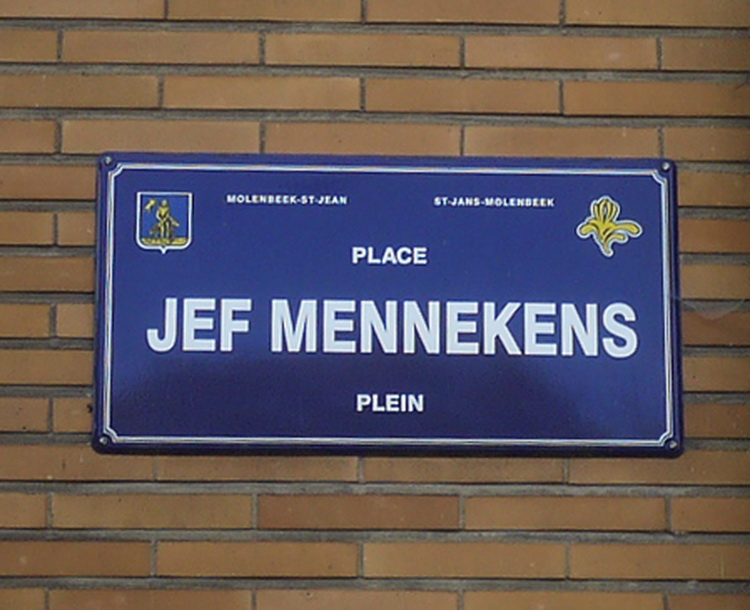 MOLENBEEK-ST-JEAN ST-JANS-MOLENBEEK
PLACE
JEF MENNEKENS
PLEIN